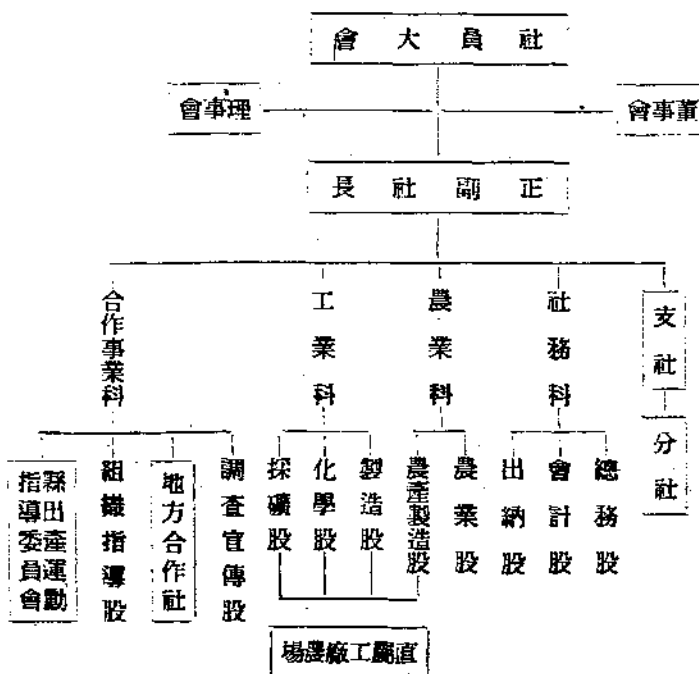 社員大會
董事會
理事會
正副社長
支社
社務科
農業科
工業科
合作事業科
分社
總務股
會計股
出納股
農業股
農產製造股
製造股
化學股
採礦股
調查宣傳股
地方合作社
組織指導股
縣出產運動
指導委員會
直屬工廠農場